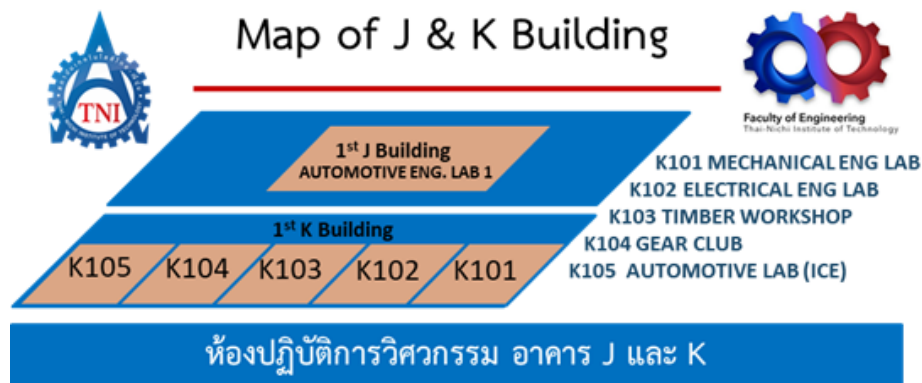 Map of J & K Building
TNI
Faculty of Engineering
Thai-Nichi Institute of Technology
1st J Building
AUTOMOTIVE ENG. LAB 1
K101 MECHANICAL ENG LAB
K102 ELECTRICAL ENG LAB
K103 TIMBER WORKSHOP
K104 GEAR CLUB
K105 AUTOMOTIVE LAB (ICE)
1st K Building
K105 K104 K103 K102 K101
ห้องปฏิบัติการวิศวกรรม อาคาร J และ K